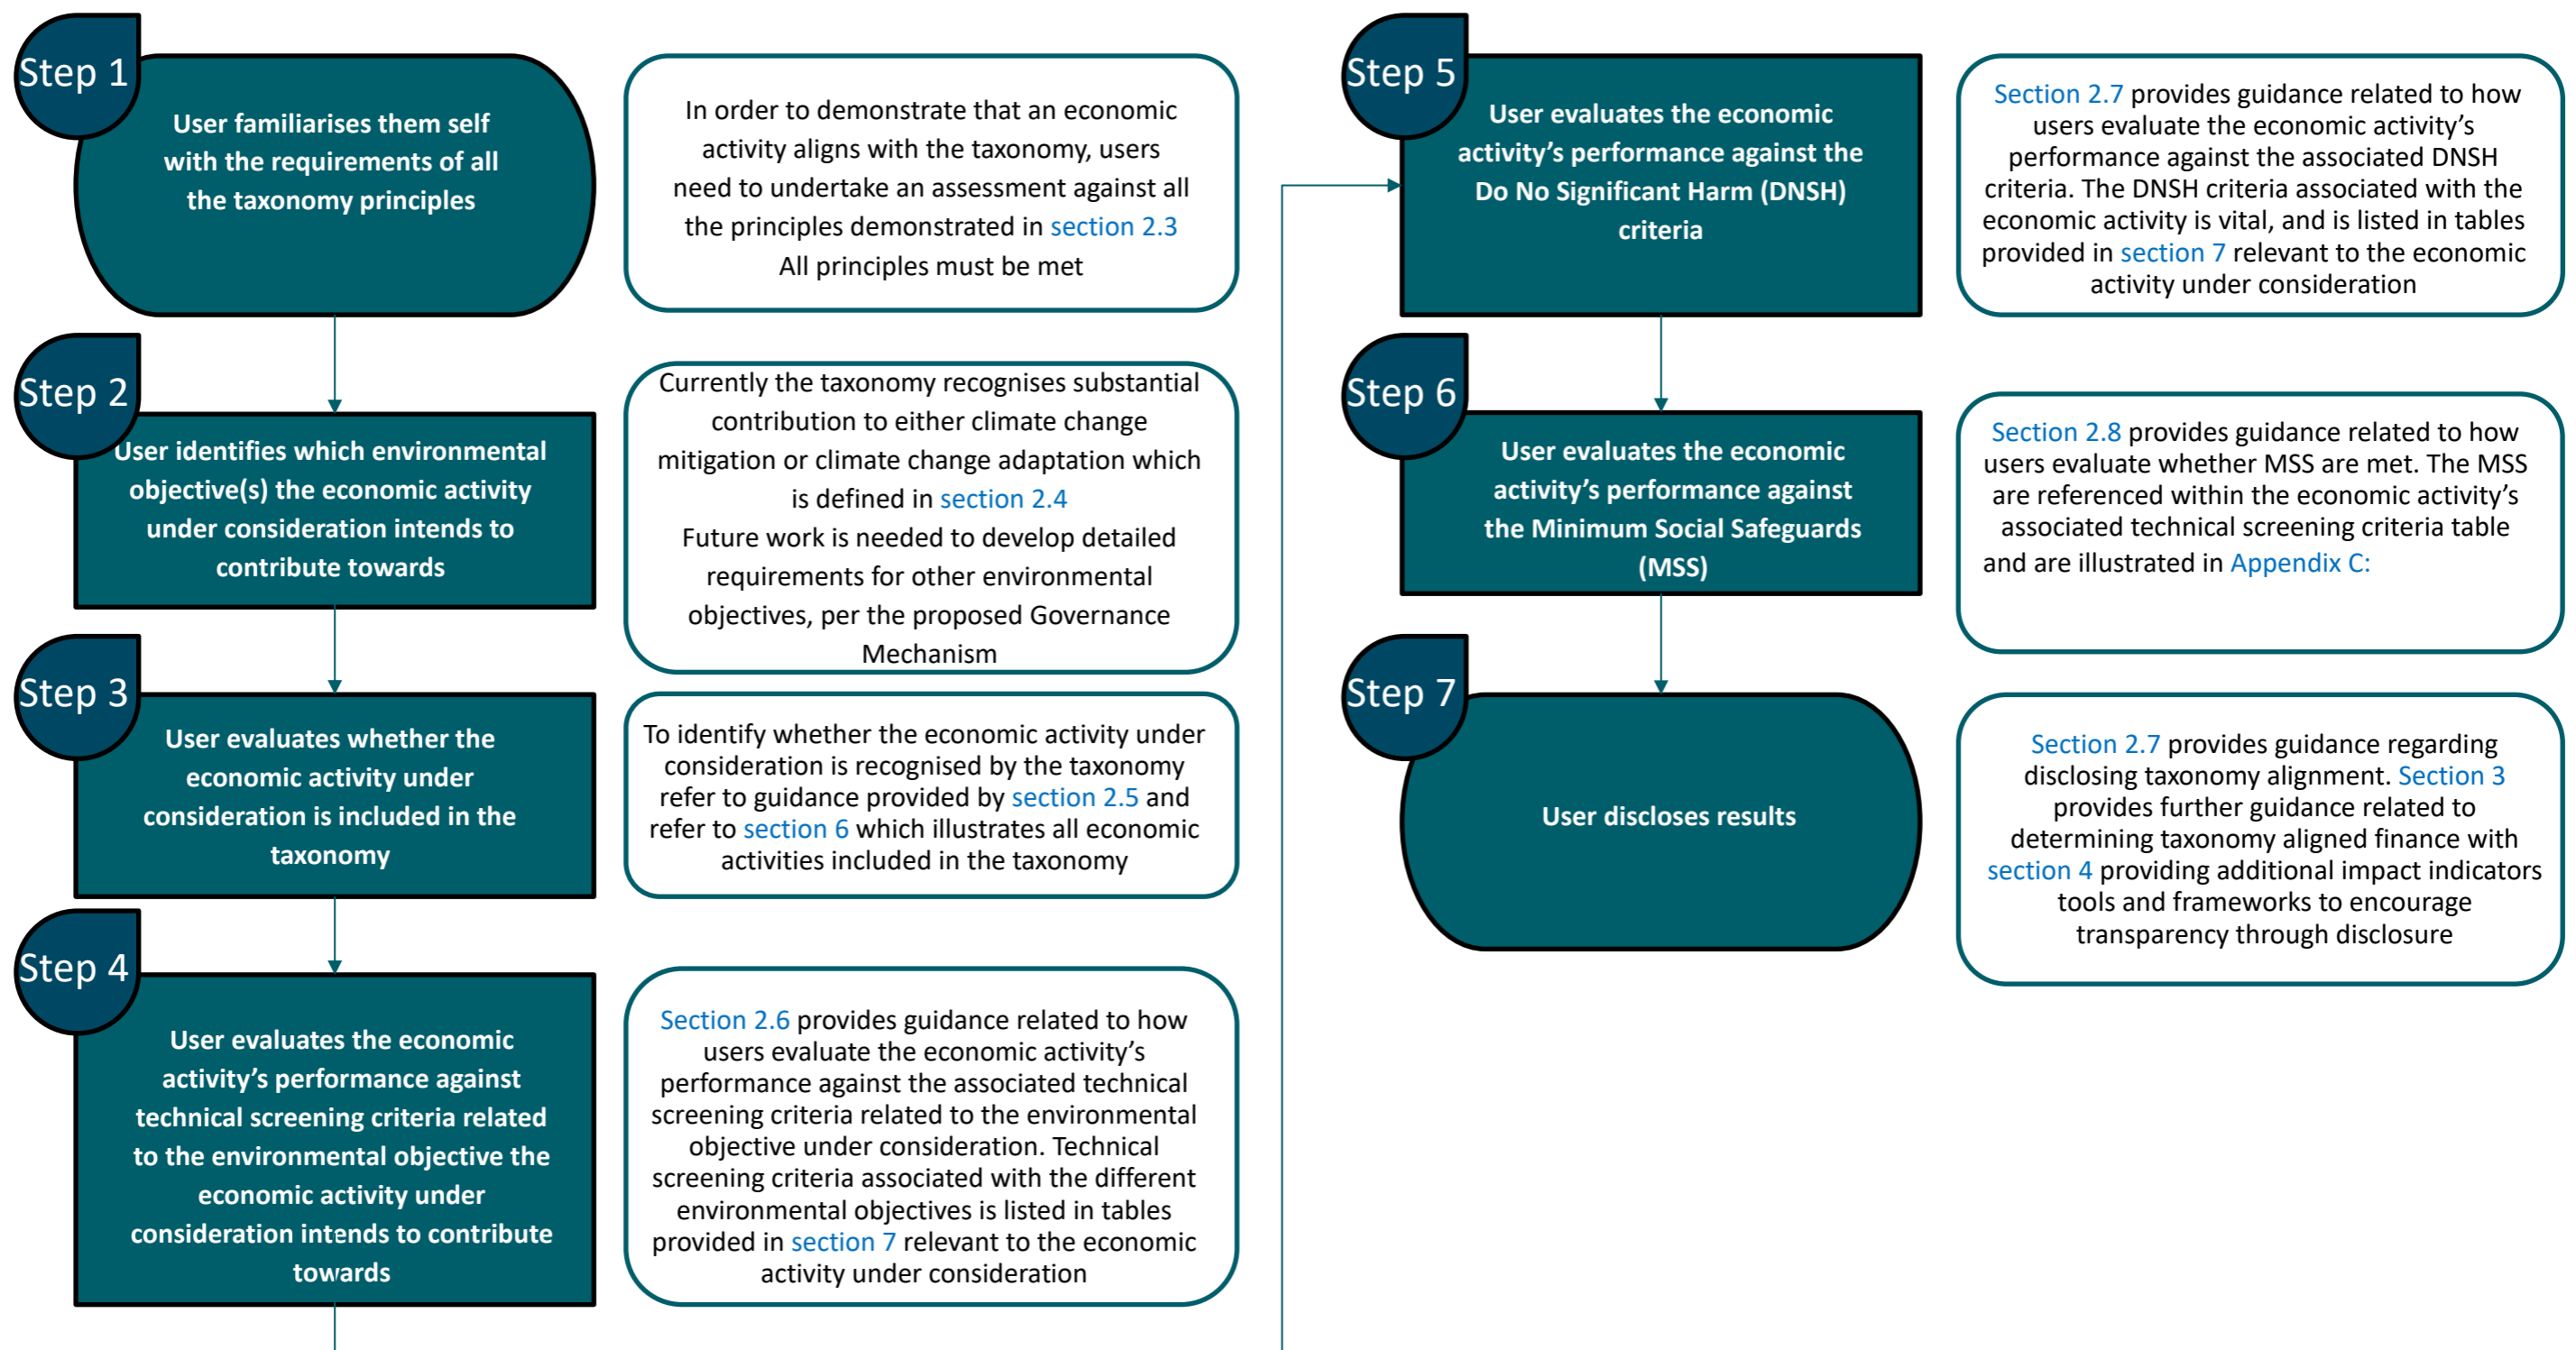 Step 1
User familiarises them self
with the requirements of all
the taxonomy principles
In order to demonstrate that an economic
activity aligns with the taxonomy, users
need to undertake an assessment against all
the principles demonstrated in section 2.3
All principles must be met
Step 2
User identifies which environmental
objective(s) the economic activity
under consideration intends to
contribute towards
Currently the taxonomy recognises substantial
contribution to either climate change
mitigation or climate change adaptation which
is defined in section 2.4
Future work is needed to develop detailed
requirements for other environmental
objectives, per the proposed Governance
Mechanism
Step 3
User evaluates whether the
economic activity under
consideration is included in the
taxonomy
To identify whether the economic activity under
consideration is recognised by the taxonomy
refer to guidance provided by section 2.5 and
refer to section 6 which illustrates all economic
activities included in the taxonomy
Step 4
User evaluates the economic
activity’s performance against
technical screening criteria related
to the environmental objective the
economic activity under
consideration intends to contribute
towards
Section 2.6 provides guidance related to how
users evaluate the economic activity’s
performance against the associated technical
screening criteria related to the environmental
objective under consideration. Technical
screening criteria associated with the different
environmental objectives is listed in tables
provided in section 7 relevant to the economic
activity under consideration
Step 5
User evaluates the economic
activity’s performance against the
Do No Significant Harm (DNSH)
criteria
Section 2.7 provides guidance related to how
users evaluate the economic activity’s
performance against the associated DNSH
criteria. The DNSH criteria associated with the
economic activity is vital, and is listed in tables
provided in section 7 relevant to the economic
activity under consideration
Step 6
User evaluates the economic
activity’s performance against
the Minimum Social Safeguards
(MSS)
Section 2.8 provides guidance related to how
users evaluate whether MSS are met. The MSS
are referenced within the economic activity’s
associated technical screening criteria table
and are illustrated in Appendix C:
Step 7
User discloses results
Section 2.7 provides guidance regarding
disclosing taxonomy alignment. Section 3
provides further guidance related to
determining taxonomy aligned finance with
section 4 providing additional impact indicators
tools and frameworks to encourage
transparency through disclosure